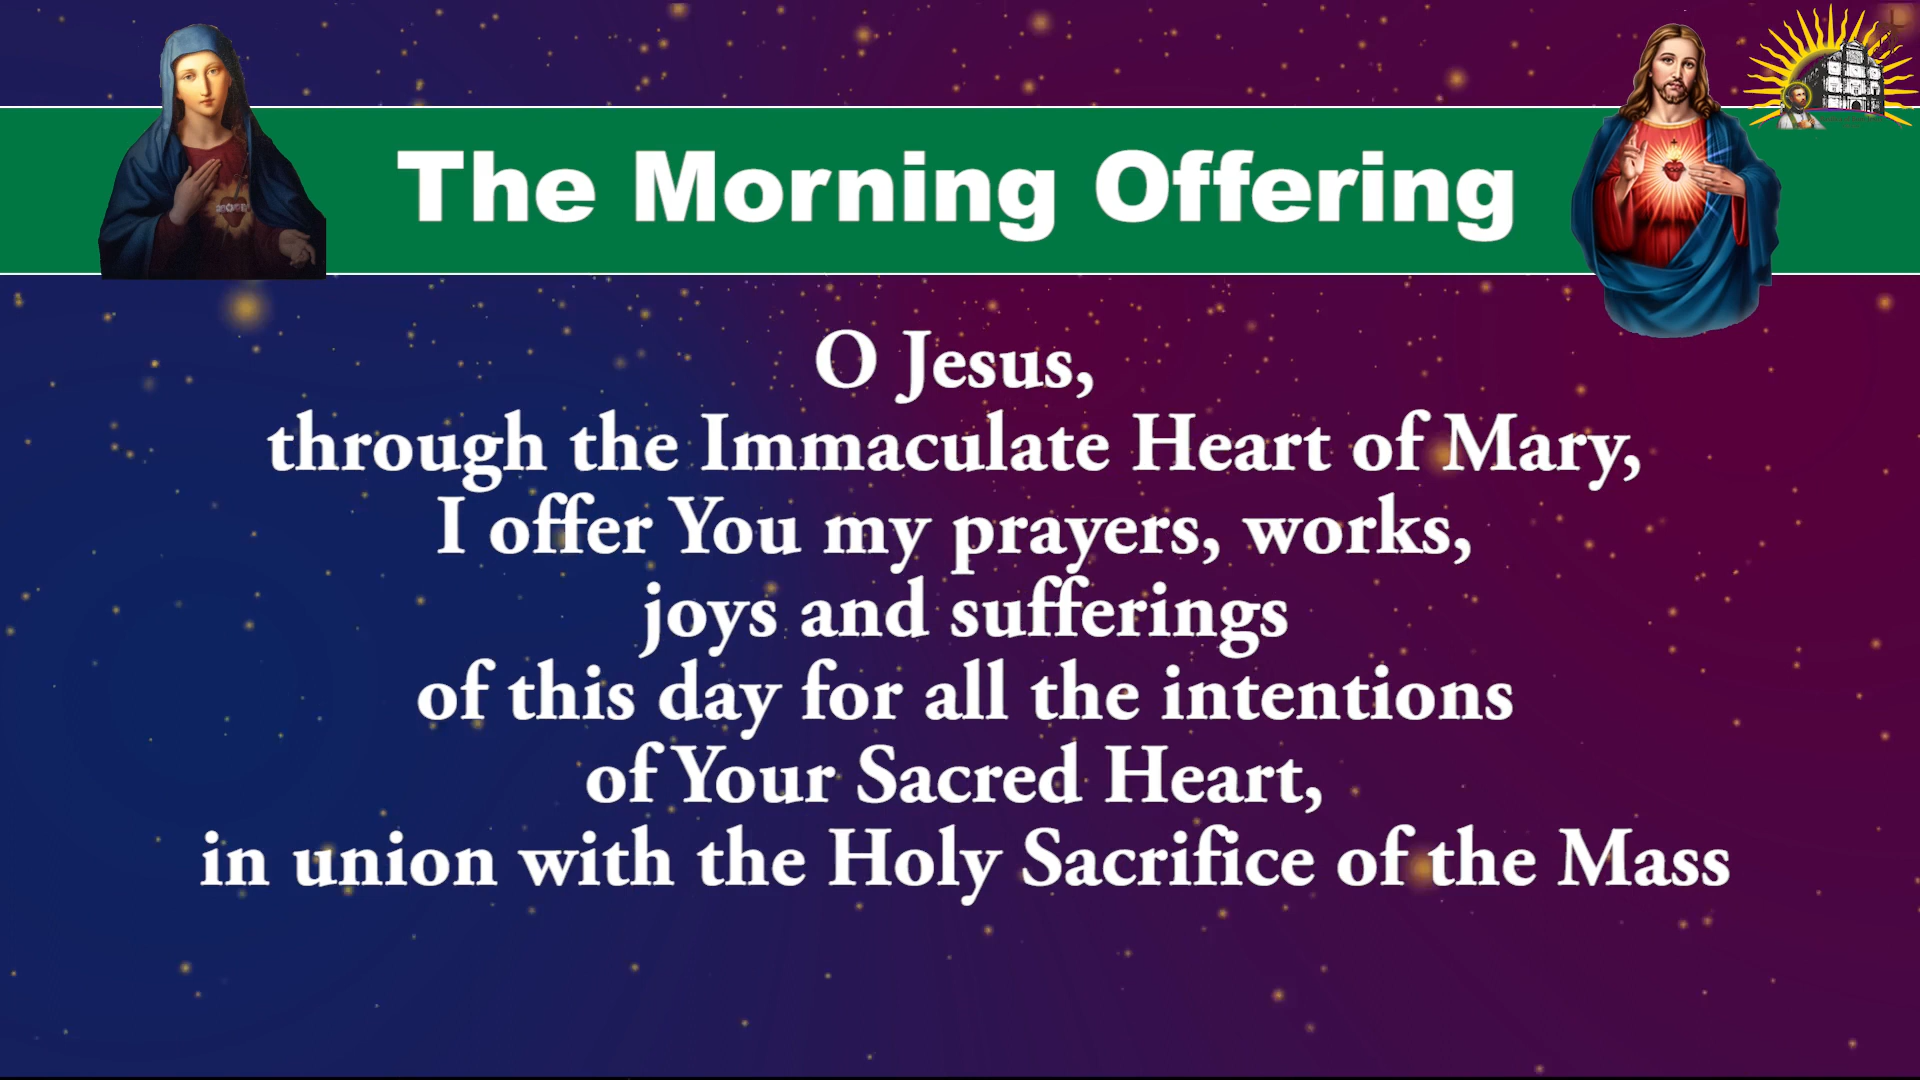 The Morning Offering
O Jesus,
through the Immaculate Heart of Mary,
I offer You my prayers, works,
joys and sufferings
of this day for all the intentions
of Your Sacred Heart,
in union with the Holy Sacrifice of the Mass